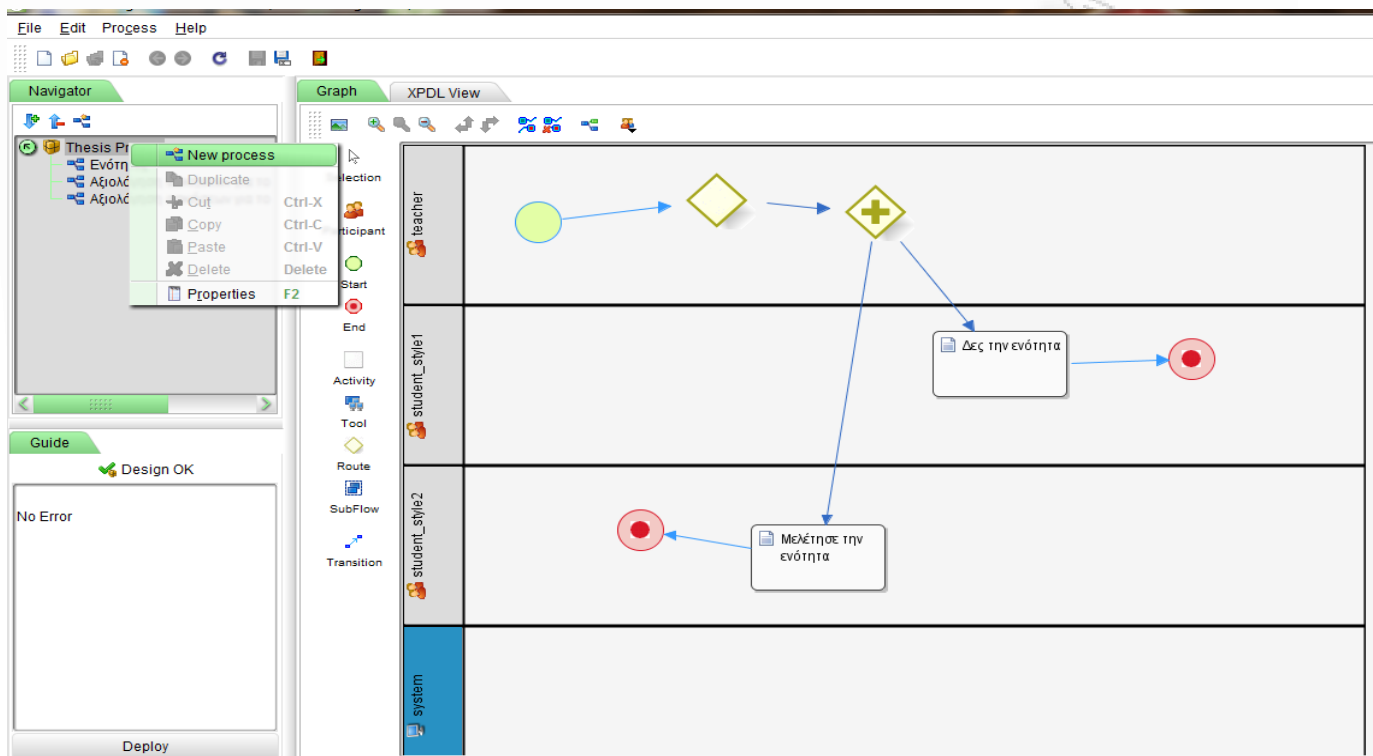 File Edit Process Help
Navigator
Graph XPDL View
Thesis Pr
Ενότη
Αξιολό
Αξιολό
New process
Duplicate
Cut Ctrl-X
Copy Ctrl-C
Paste Ctrl-V
Delete Delete
Properties F2
election
rticipant
Start
End
Activity
Tool
Route
SubFlow
Transition
teacher
student_style1
Δες την ενότητα
student_style2
Μελέτησε την
ενότητα
system
Guide
Design OK
No Error
Deploy